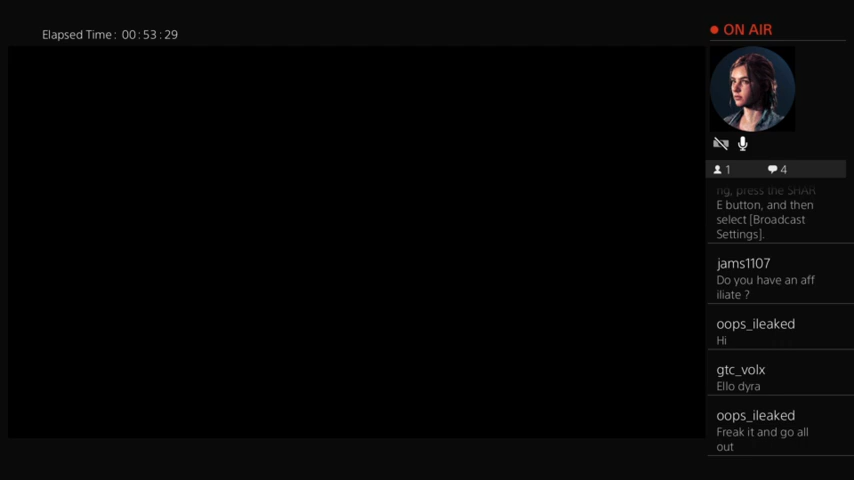 Elapsed Time: 00:53:29
ON AIR
1 4
ng, press the SHAR
E button, and then
select [Broadcast
Settings].
jams1107
Do you have an aff
iliate ?
oops_ileaked
Hi
gtc_volx
Ello dyra
oops_ileaked
Freak it and go all
out